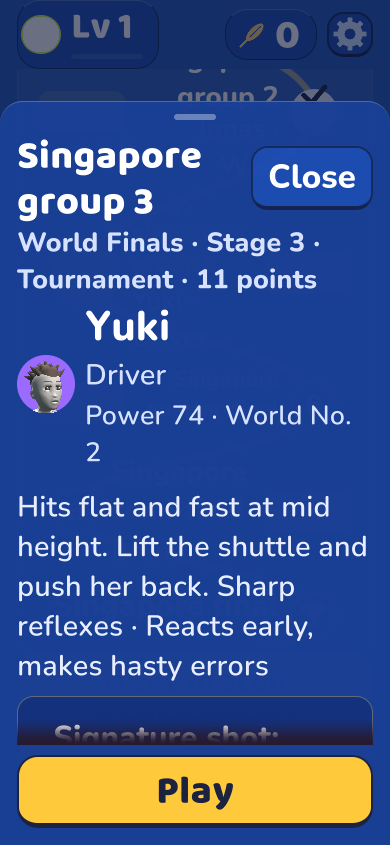 Lv 1
0
group 2
Singapore
group 3
Close
World Finals · Stage 3 ·
Tournament · 11 points
Yuki
Driver
Power 74 · World No.
2
Hits flat and fast at mid
height. Lift the shuttle and
push her back. Sharp
reflexes · Reacts early,
makes hasty errors
Signature shot:
Play